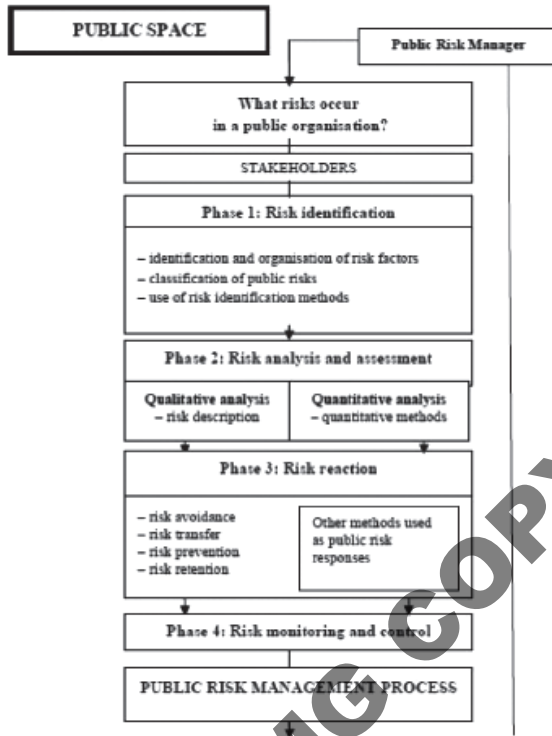 PUBLIC SPACE
Public Risk Manager
What risks occur
in a public organisation?
STAKEHOLDERS
Phase 1: Risk identification
– identification and organisation of risk factors
– classification of public risks
– use of risk identification methods
Phase 2: Risk analysis and assessment
Qualitative analysis
– risk description
Quantitative analysis
– quantitative methods
Phase 3: Risk reaction
– risk avoidance
– risk transfer
– risk prevention
– risk retention
Other methods used
as public risk
responses
Phase 4: Risk monitoring and control
PUBLIC RISK MANAGEMENT PROCESS
G COPY